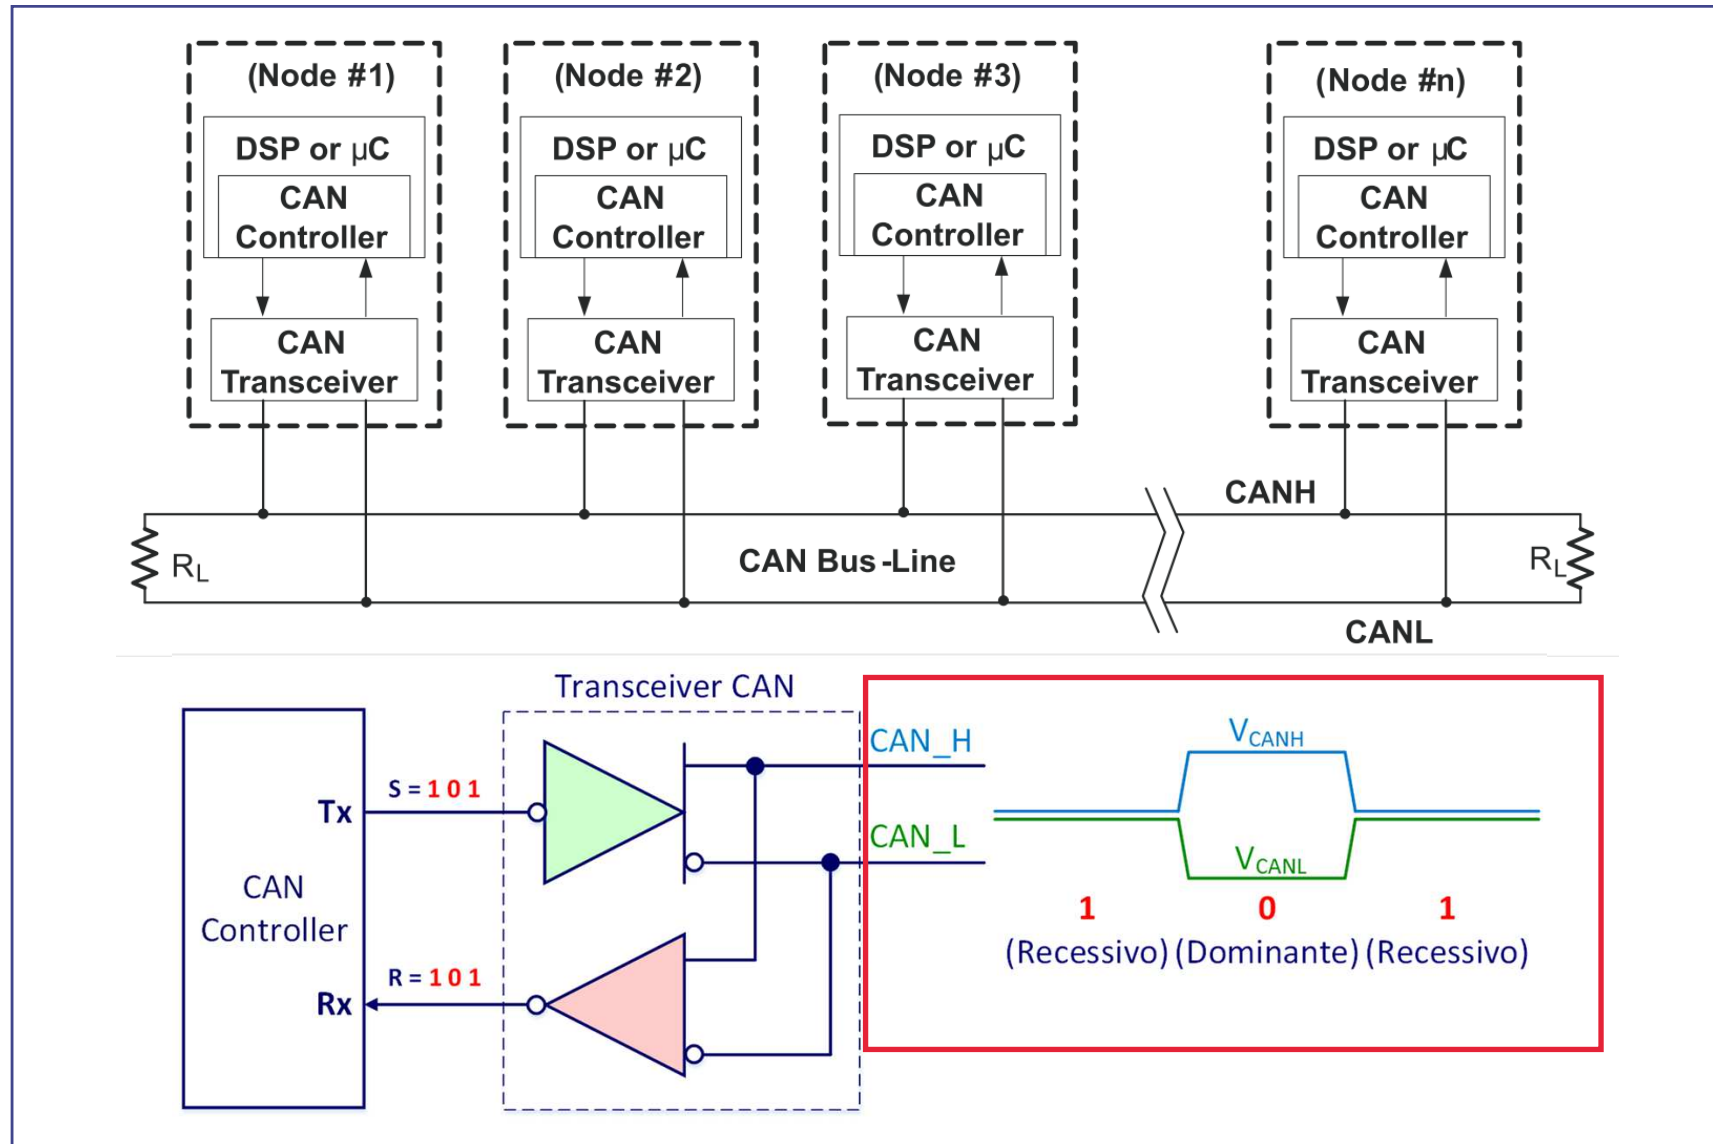 (Node #1)
DSP or µC
CAN
Controller
CAN
Transceiver
(Node #2)
DSP or µC
CAN
Controller
CAN
Transceiver
(Node #3)
DSP or µC
CAN
Controller
CAN
Transceiver
(Node #n)
DSP or µC
CAN
Controller
CAN
Transceiver
CANH
RL
CAN Bus-Line
RL
CANL
Transceiver CAN
CAN
Controller
Tx
S = 1 0 1
Rx
R = 1 0 1
CAN_H
CAN_L
VCANH
VCANL
1 0 1
(Recessivo) (Dominante) (Recessivo)